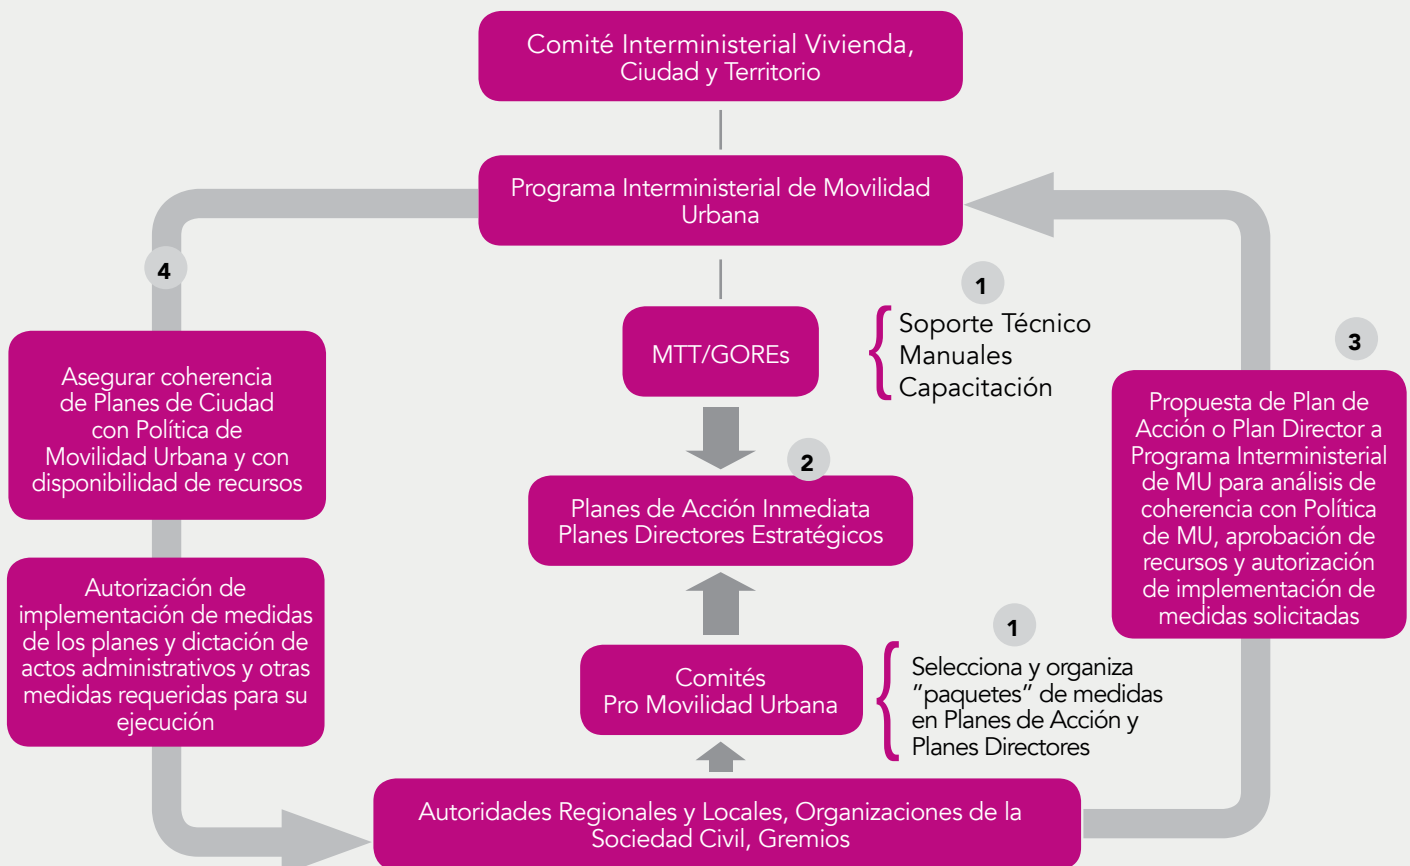 Comité Interministerial Vivienda,
Ciudad y Territorio
Programa Interministerial de Movilidad
Urbana
4
1
MTT/GOREs
Soporte Técnico
Manuales
Capacitación
3
Asegurar coherencia
de Planes de Ciudad
con Política de
Movilidad Urbana y con
disponibilidad de recursos
Propuesta de Plan de
Acción o Plan Director a
Programa Interministerial
de MU para análisis de
coherencia con Política
de MU, aprobación de
recursos y autorización
de implementación de
medidas solicitadas
2
Planes de Acción Inmediata
Planes Directores Estratégicos
Autorización de
implementación de medidas
de los planes y dictación de
actos administrativos y otras
medidas requeridas para su
ejecución
1
Comités
Pro Movilidad Urbana
Selecciona y organiza
"paquetes" de medidas
en Planes de Acción y
Planes Directores
Autoridades Regionales y Locales, Organizaciones de la
Sociedad Civil, Gremios